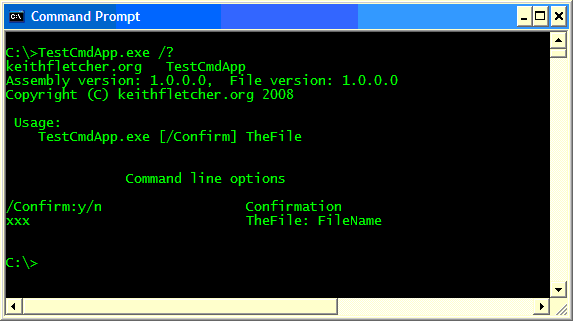 Command Prompt
C:\>TestCmdApp.exe /?
keithfletcher.org   TestCmdApp
Assembly version: 1.0.0.0,  File version: 1.0.0.0
Copyright (C) keithfletcher.org 2008
Usage:
TestCmdApp.exe [/Confirm] TheFile
Command line options
/Confirm:y/n                  Confirmation
xxx                           TheFile: FileName
C:\>